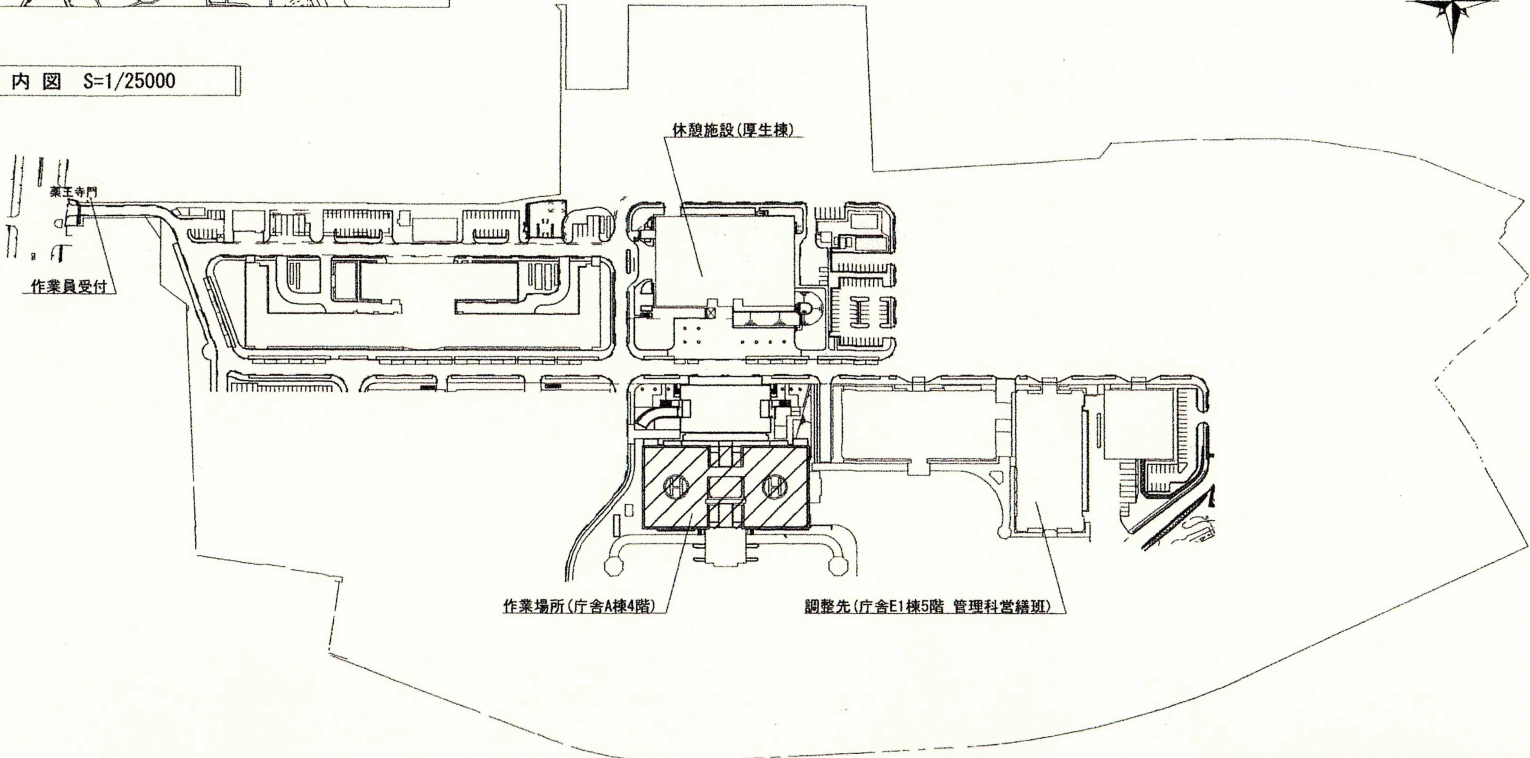 内 図 S=1/25000
休憩施設(厚生棟)
薬王寺門
作業員受付
H H
作業場所(庁舎A棟4階)
調整先(庁舎E1棟5階 管理科営繕班)